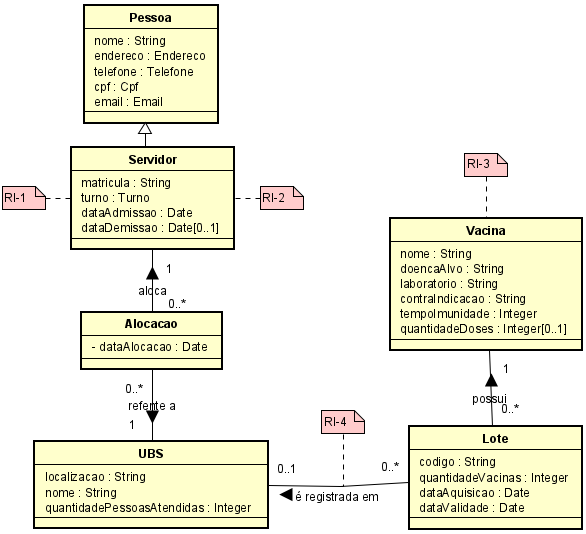 Pessoa
nome : String
endereco : Endereco
telefone : Telefone
cpf : Cpf
email : Email
Servidor
matricula : String
turno : Turno
dataAdmissao : Date
dataDemissao : Date[0..1]
RI-1
RI-2
RI-3
1
aloca
0..*
Alocacao
- dataAlocacao : Date
0..*
refente a
1
Vacina
nome : String
doencaAlvo : String
laboratorio : String
contraIndicacao : String
tempoImunidade : Integer
quantidadeDoses : Integer[0..1]
1
possui
0..*
RI-4
UBS
localizacao : String
nome : String
quantidadePessoasAtendidas : Integer
0..1
0..*
é registrada em
Lote
codigo : String
quantidadeVacinas : Integer
dataAquisicao : Date
dataValidade : Date